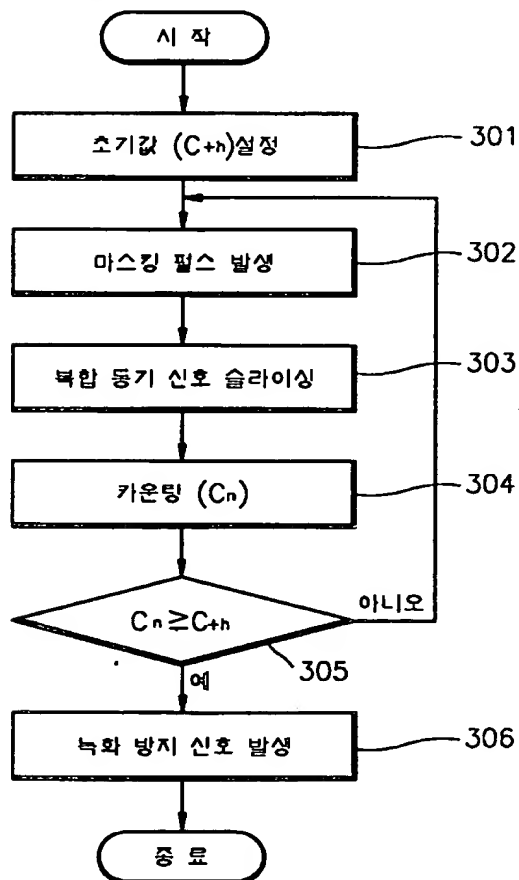 시 작
초기값 (C+h)설정
301
마스킹 펄스 발생
302
복합 동기 신호 슬라이싱
303
카운팅 (Cn)
304
Cn≥C+h
아니오
305
예
녹화 방지 신호 발생
306
종 료